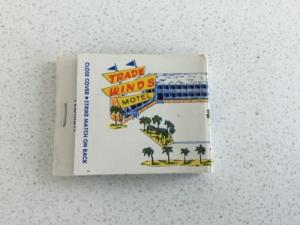 TRADE
WINDS
MOTEL
CLOSE COVER • STRIKE MATCH ON BACK